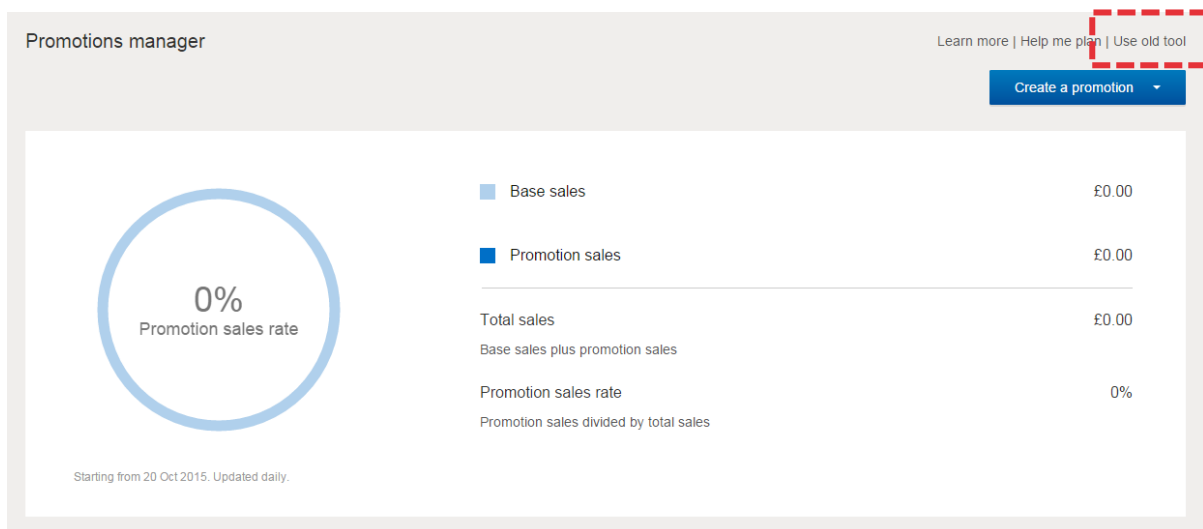 Promotions manager
Learn more | Help me plan | Use old tool
Create a promotion
Base sales £0.00
Promotion sales £0.00
0%
Promotion sales rate
Total sales £0.00
Base sales plus promotion sales
Promotion sales rate 0%
Promotion sales divided by total sales
Starting from 20 Oct 2015. Updated daily.